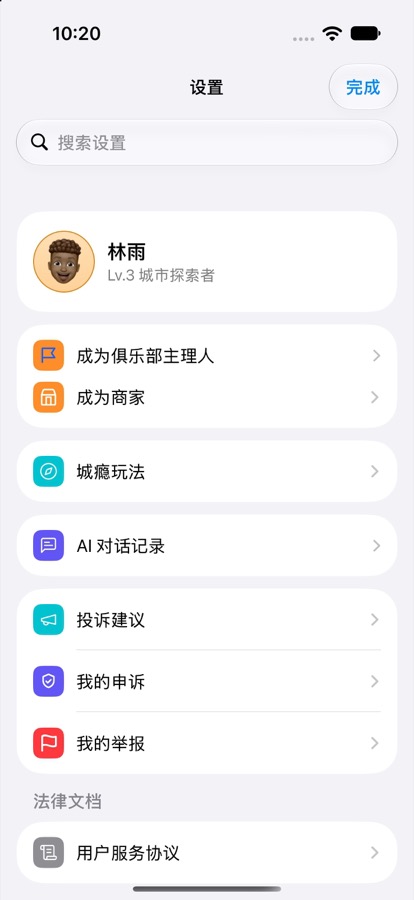 10:20
设置
完成
搜索设置
林雨
Lv.3 城市探索者
成为俱乐部主理人
成为商家
城瘾玩法
AI 对话记录
投诉建议
我的申诉
我的举报
法律文档
用户服务协议